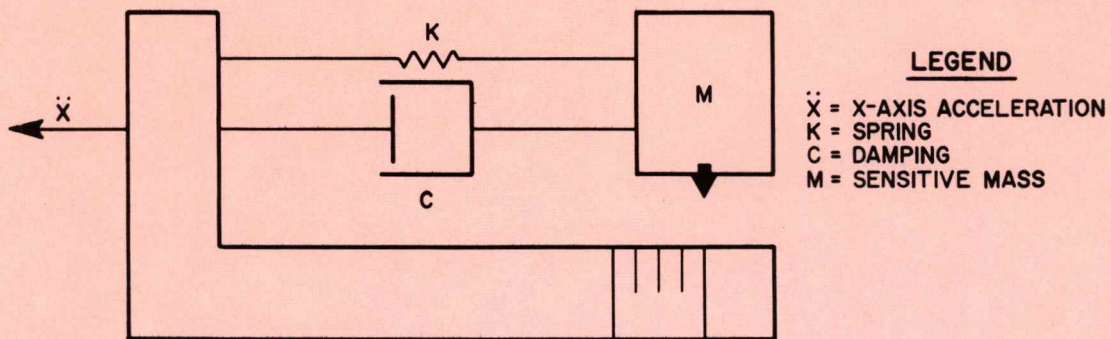 K
M
C
Ẍ
LEGEND
Ẍ = X-AXIS ACCELERATION
K = SPRING
C = DAMPING
M = SENSITIVE MASS